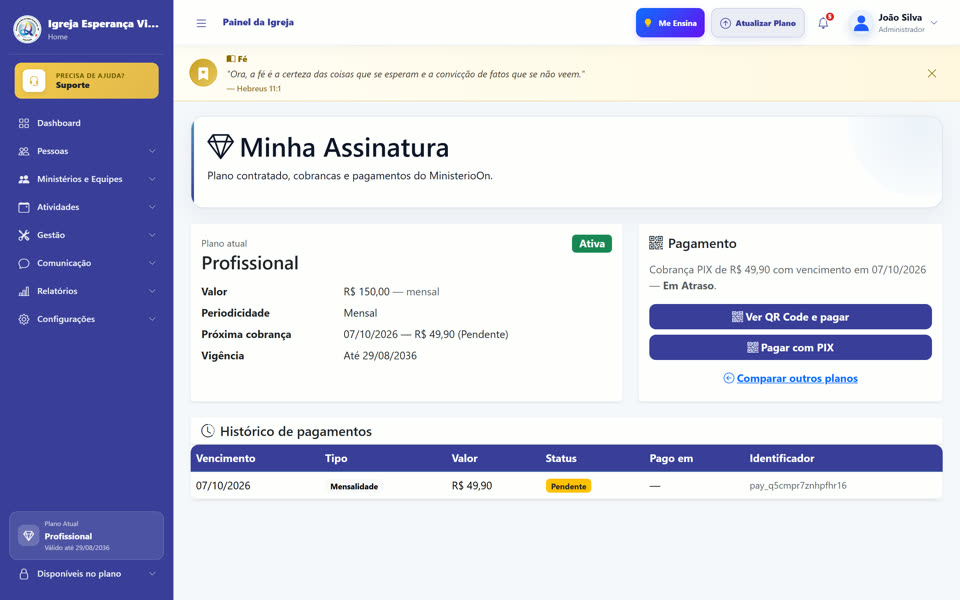 Igreja Esperança Vi...
Home
PRECISA DE AJUDA?
Suporte
Dashboard
Pessoas
Ministérios e Equipes
Atividades
Gestão
Comunicação
Relatórios
Configurações
Plano Atual
Profissional
Válido até 29/08/2036
Disponíveis no plano
Painel da Igreja
Me Ensina
Atualizar Plano
João Silva
Administrador
Fé
"Ora, a fé é a certeza das coisas que se esperam e a convicção de fatos que se não veem."
— Hebreus 11:1
Minha Assinatura
Plano contratado, cobrancas e pagamentos do MinisterioOn.
Plano atual
Ativa
Profissional
Valor R$ 150,00 — mensal
Periodicidade Mensal
Próxima cobrança 07/10/2026 — R$ 49,90 (Pendente)
Vigência Até 29/08/2036
Pagamento
Cobrança PIX de R$ 49,90 com vencimento em 07/10/2026
— Em Atraso.
Ver QR Code e pagar
Pagar com PIX
Comparar outros planos
Histórico de pagamentos
Vencimento Tipo Valor Status Pago em Identificador
07/10/2026 Mensalidade R$ 49,90 Pendente — pay_q5cmpr7znhpfhr16